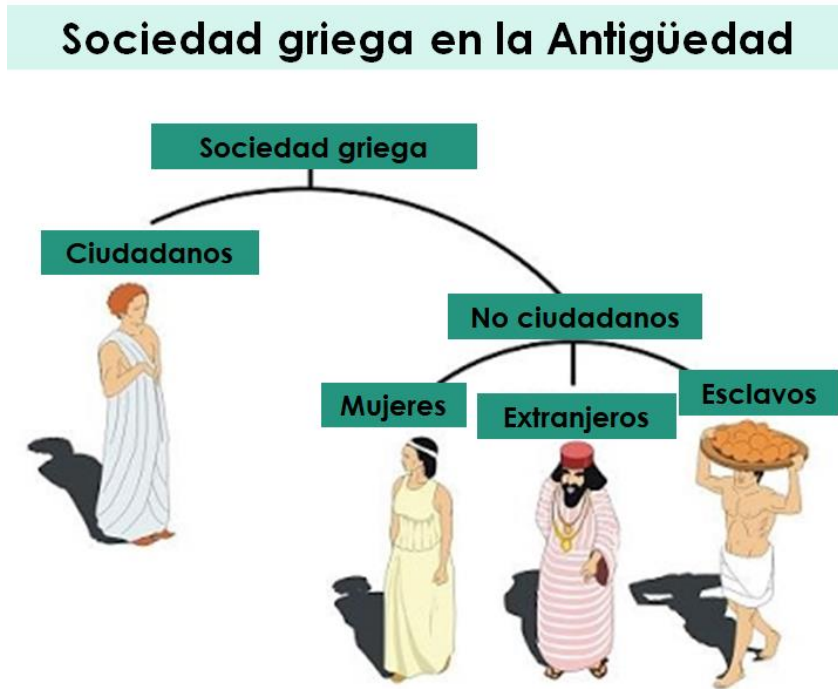 Sociedad griega en la Antigüedad
Sociedad griega
Ciudadanos
No ciudadanos
Mujeres
Extranjeros
Esclavos